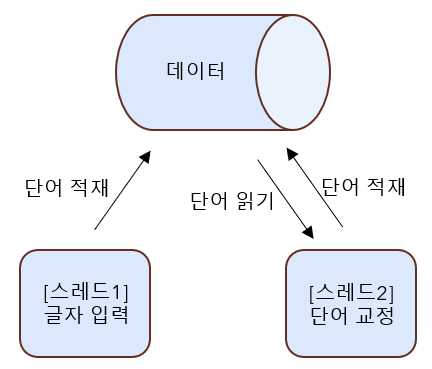 데이터
단어 적재
단어 읽기
단어 적재
[스레드1]
글자 입력
[스레드2]
단어 교정